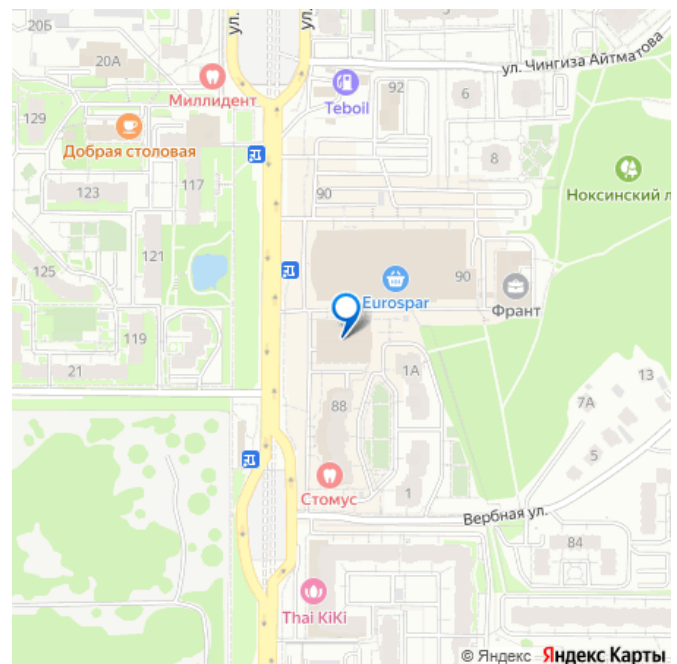 20Б
ул.
ул.
20А
Миллидент
ул. Чингиза Айтматова
92
6
Teboil
129
Добрая столовая
8
Ноксинский л
123
117
90
121
125
90
Eurospar
Франт
119
21
1А
88
13
7А
5
Стомус
1
Вербная ул.
84
Thai KiKi
© Яндекс Яндекс Карты